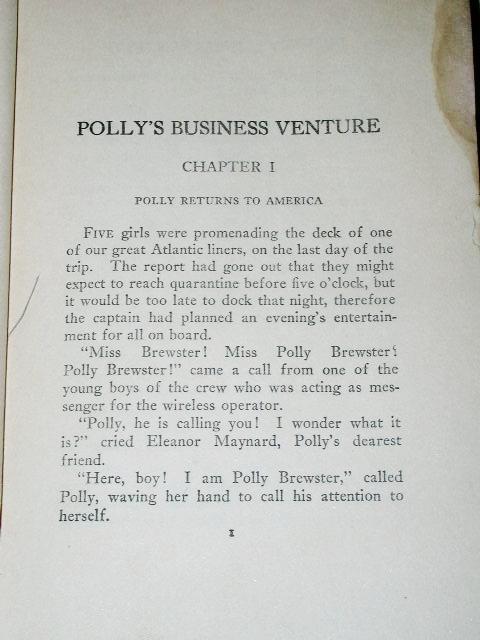 POLLY'S BUSINESS VENTURE
CHAPTER I
POLLY RETURNS TO AMERICA
FIVE girls were promenading the deck of one
of our great Atlantic liners, on the last day of the
trip. The report had gone out that they might
expect to reach quarantine before five o'clock, but
it would be too late to dock that night, therefore
the captain had planned an evening's entertain-
ment for all on board.
"Miss Brewster! Miss Polly Brewster!
Polly Brewster!" came a call from one of the
young boys of the crew who was acting as mes-
senger for the wireless operator.
"Polly, he is calling you! I wonder what it
is?" cried Eleanor Maynard, Polly's dearest
friend.
"Here, boy! I am Polly Brewster," called
Polly, waving her hand to call his attention to
herself.
1